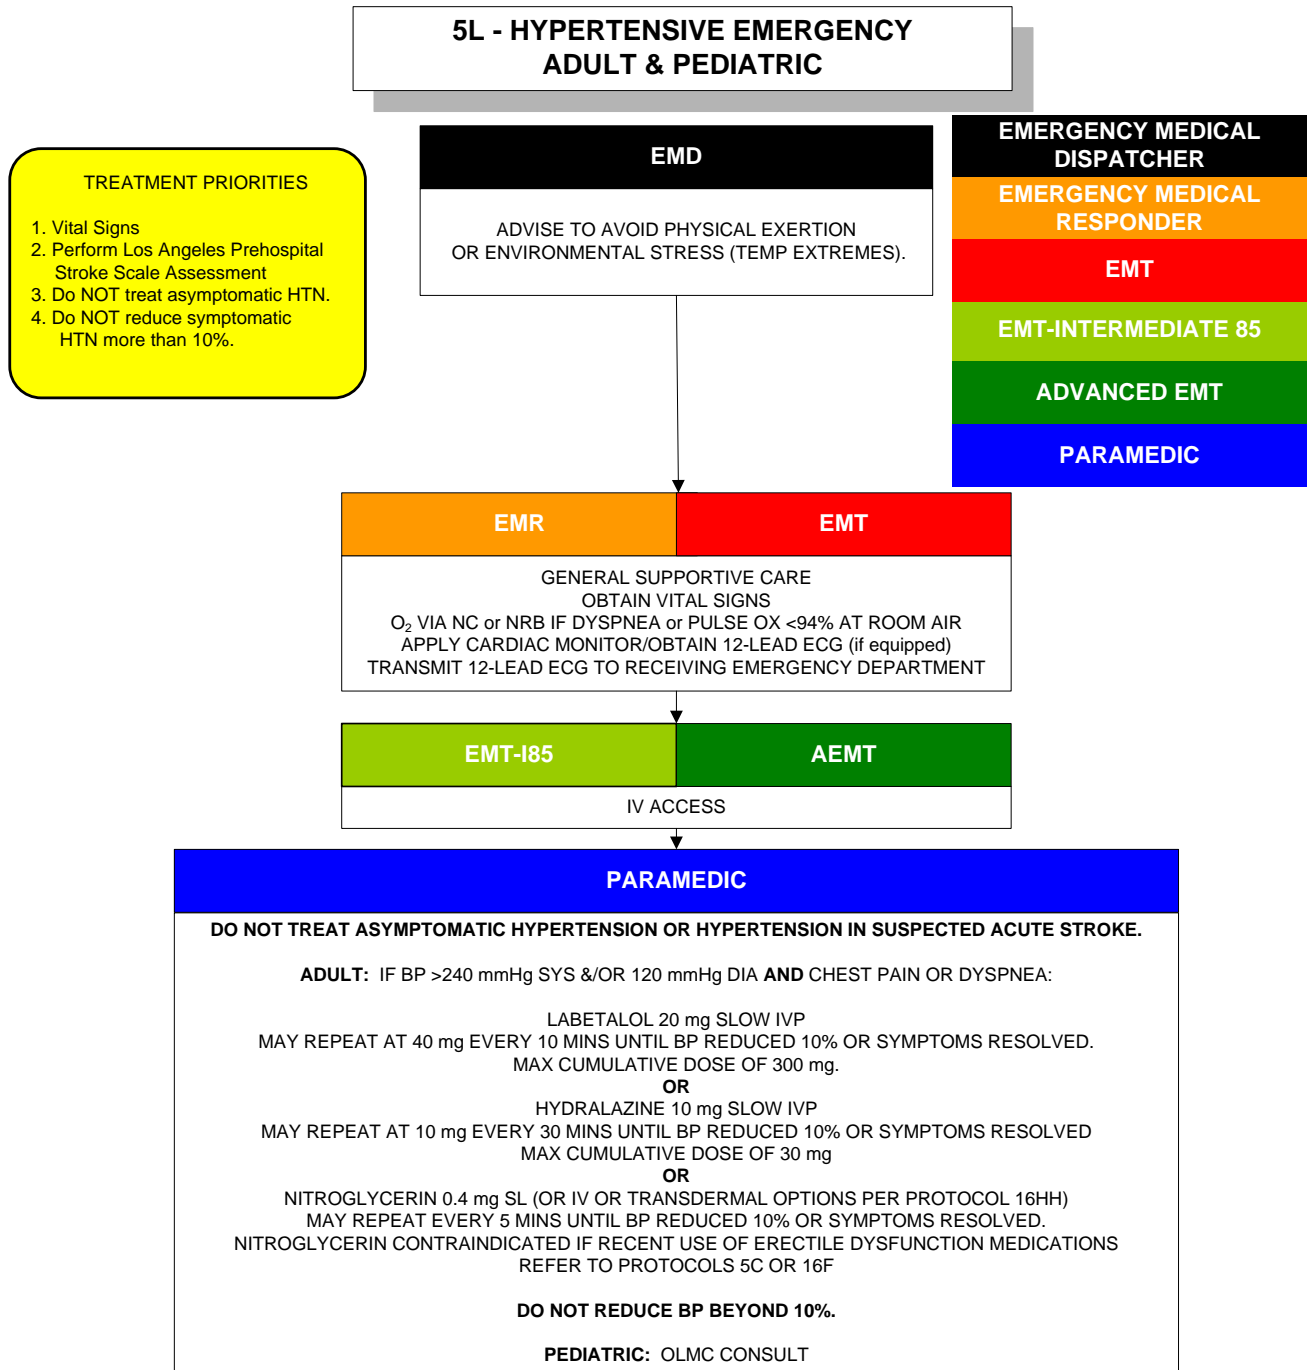 5L - HYPERTENSIVE EMERGENCY
ADULT & PEDIATRIC
TREATMENT PRIORITIES
1. Vital Signs
2. Perform Los Angeles Prehospital
Stroke Scale Assessment
3. Do NOT treat asymptomatic HTN.
4. Do NOT reduce symptomatic
HTN more than 10%.
EMD
ADVISE TO AVOID PHYSICAL EXERTION
OR ENVIRONMENTAL STRESS (TEMP EXTREMES).
EMERGENCY MEDICAL
DISPATCHER
EMERGENCY MEDICAL
RESPONDER
EMT
EMT-INTERMEDIATE 85
ADVANCED EMT
PARAMEDIC
EMR
EMT
GENERAL SUPPORTIVE CARE
OBTAIN VITAL SIGNS
O₂ VIA NC or NRB IF DYSPNEA or PULSE OX <94% AT ROOM AIR
APPLY CARDIAC MONITOR/OBTAIN 12-LEAD ECG (if equipped)
TRANSMIT 12-LEAD ECG TO RECEIVING EMERGENCY DEPARTMENT
EMT-I85
AEMT
IV ACCESS
PARAMEDIC
DO NOT TREAT ASYMPTOMATIC HYPERTENSION OR HYPERTENSION IN SUSPECTED ACUTE STROKE.
ADULT: IF BP >240 mmHg SYS &/OR 120 mmHg DIA AND CHEST PAIN OR DYSPNEA:
LABETALOL 20 mg SLOW IVP
MAY REPEAT AT 40 mg EVERY 10 MINS UNTIL BP REDUCED 10% OR SYMPTOMS RESOLVED.
MAX CUMULATIVE DOSE OF 300 mg.
OR
HYDRALAZINE 10 mg SLOW IVP
MAY REPEAT AT 10 mg EVERY 30 MINS UNTIL BP REDUCED 10% OR SYMPTOMS RESOLVED
MAX CUMULATIVE DOSE OF 30 mg
OR
NITROGLYCERIN 0.4 mg SL (OR IV OR TRANSDERMAL OPTIONS PER PROTOCOL 16HH)
MAY REPEAT EVERY 5 MINS UNTIL BP REDUCED 10% OR SYMPTOMS RESOLVED.
NITROGLYCERIN CONTRAINDICATED IF RECENT USE OF ERECTILE DYSFUNCTION MEDICATIONS
REFER TO PROTOCOLS 5C OR 16F
DO NOT REDUCE BP BEYOND 10%.
PEDIATRIC: OLMC CONSULT